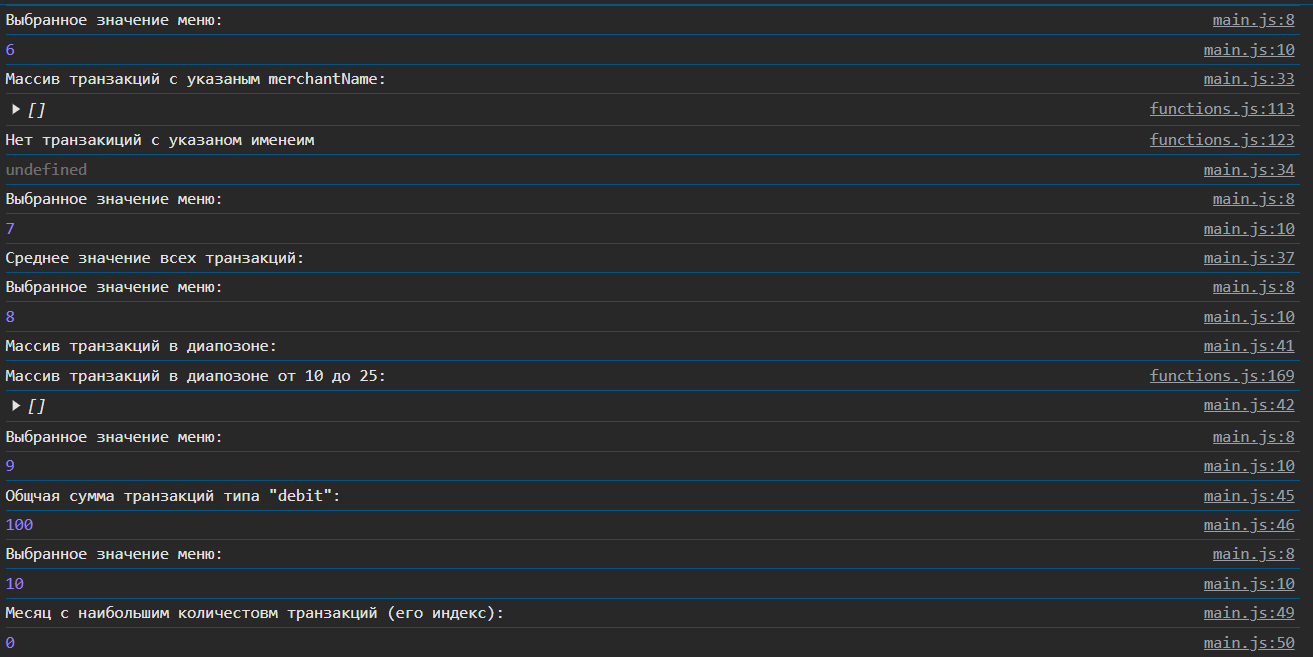 Выбранное значение меню: main.js:8
6 main.js:10
Массив транзакций с указаным merchantName: main.js:33
▶ [] functions.js:113
Нет транзакиций с указаном именеим functions.js:123
undefined main.js:34
Выбранное значение меню: main.js:8
7 main.js:10
Среднее значение всех транзакций: main.js:37
Выбранное значение меню: main.js:8
8 main.js:10
Массив транзакций в диапозоне: main.js:41
Массив транзакций в диапозоне от 10 до 25: functions.js:169
▶ [] main.js:42
Выбранное значение меню: main.js:8
9 main.js:10
Общчая сумма транзакций типа "debit": main.js:45
100 main.js:46
Выбранное значение меню: main.js:8
10 main.js:10
Месяц с наибольшим количестовм транзакций (его индекс): main.js:49
0 main.js:50